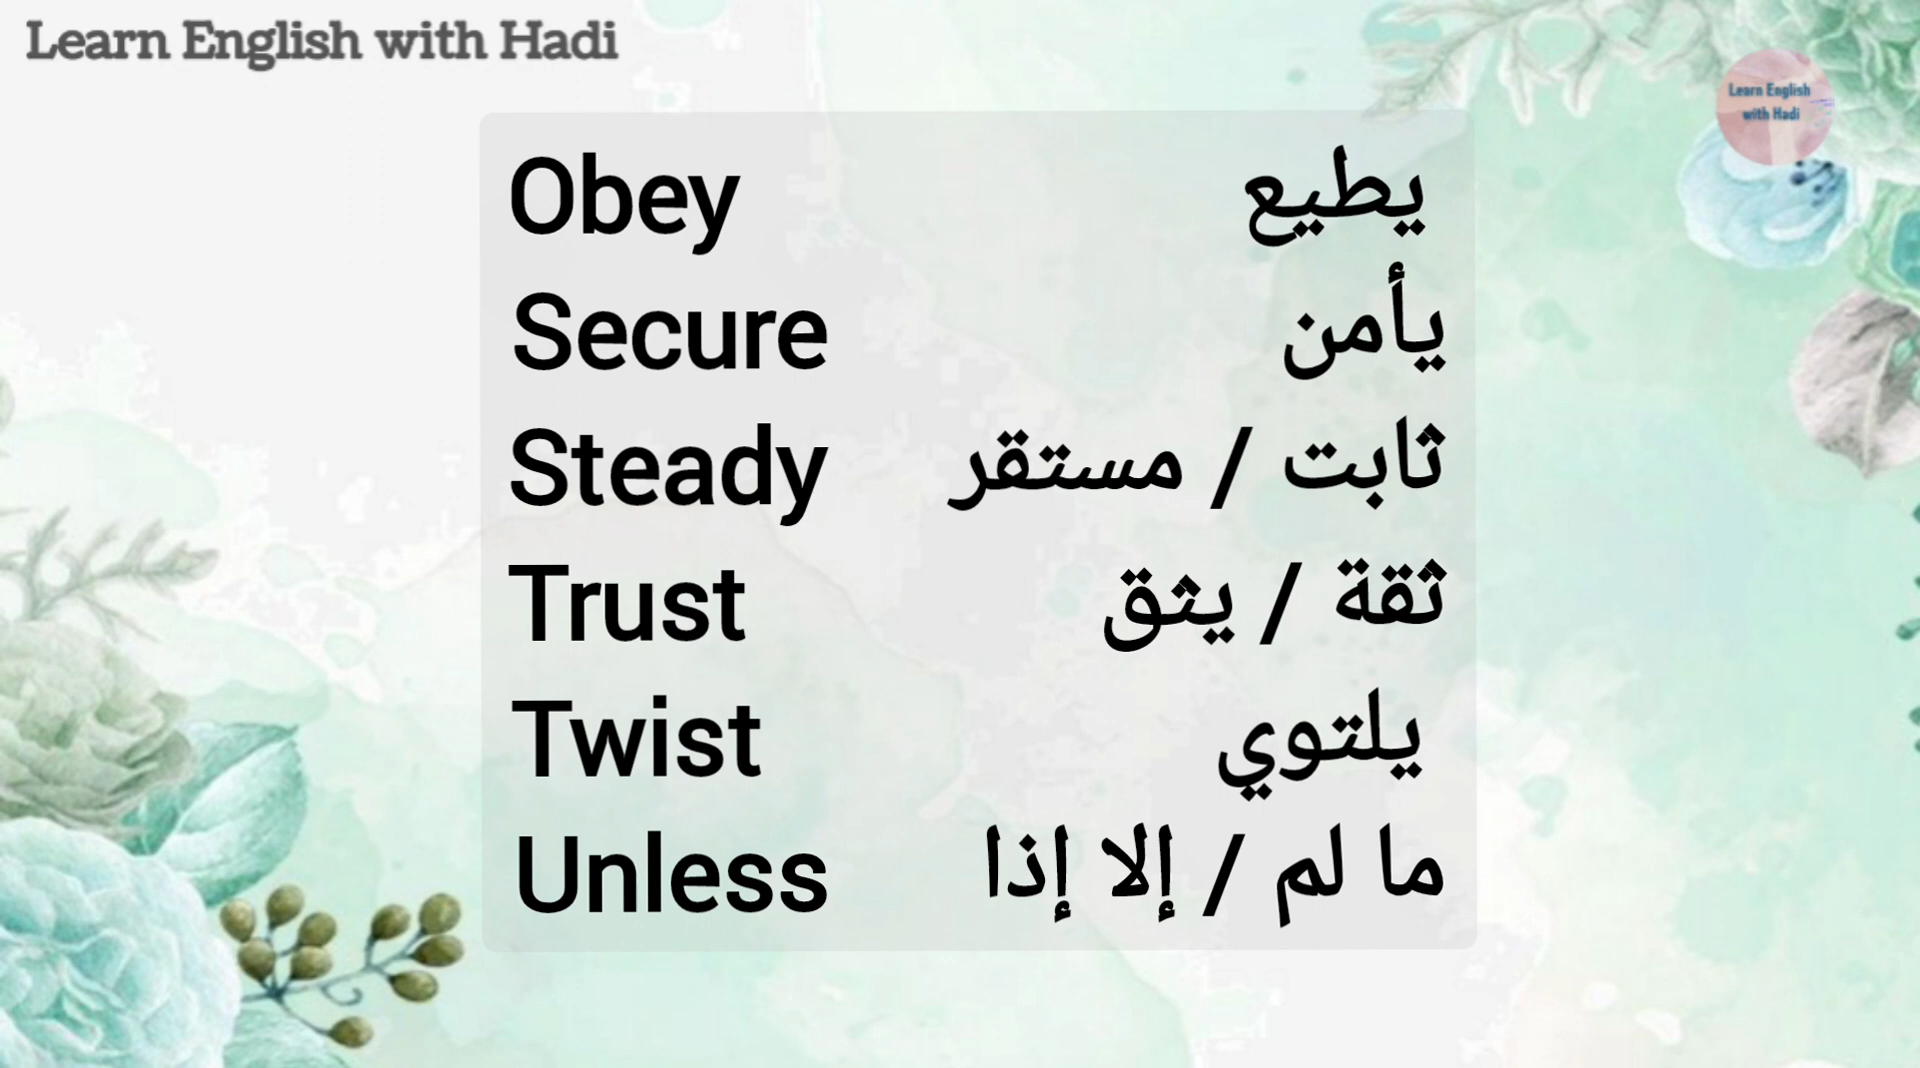 Learn English with Hadi
Learn English
with Hadi
Obey يطيع
Secure يأمن
Steady ثابت / مستقر
Trust ثقة / يثق
Twist يلتوي
Unless ما لم / إلا إذا